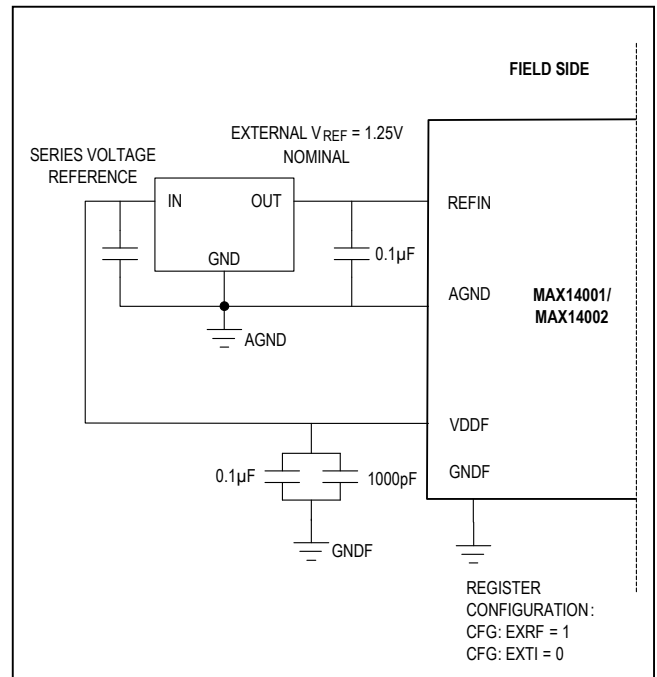 FIELD SIDE
EXTERNAL VREF = 1.25V
NOMINAL
SERIES VOLTAGE
REFERENCE
IN
OUT
GND
0.1µF
AGND
REFIN
AGND
MAX14001/
MAX14002
VDDF
GNDF
0.1µF
1000pF
GNDF
REGISTER
CONFIGURATION:
CFG: EXRF = 1
CFG: EXTI = 0